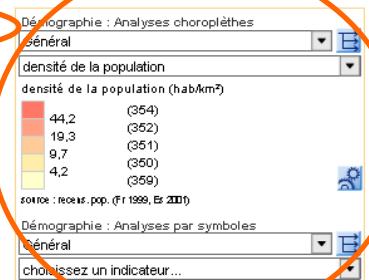 Démographie : Analyses choroplèthes
Général
densité de la population
densité de la population (hab/km²)
(354)
44,2
(352)
19,3
(351)
9,7
(350)
4,2
(359)
source : recens. pop. (Fr 1999, Es 2001)
Démographie : Analyses par symboles
Général
choisissez un indicateur...